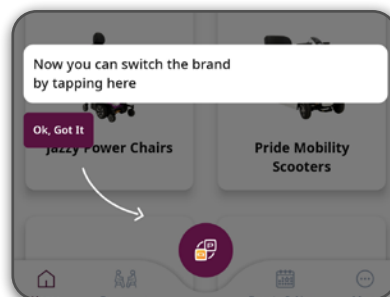 Now you can switch the brand
by tapping here
Ok, Got It
Jazzy Power Chairs
Pride Mobility
Scooters